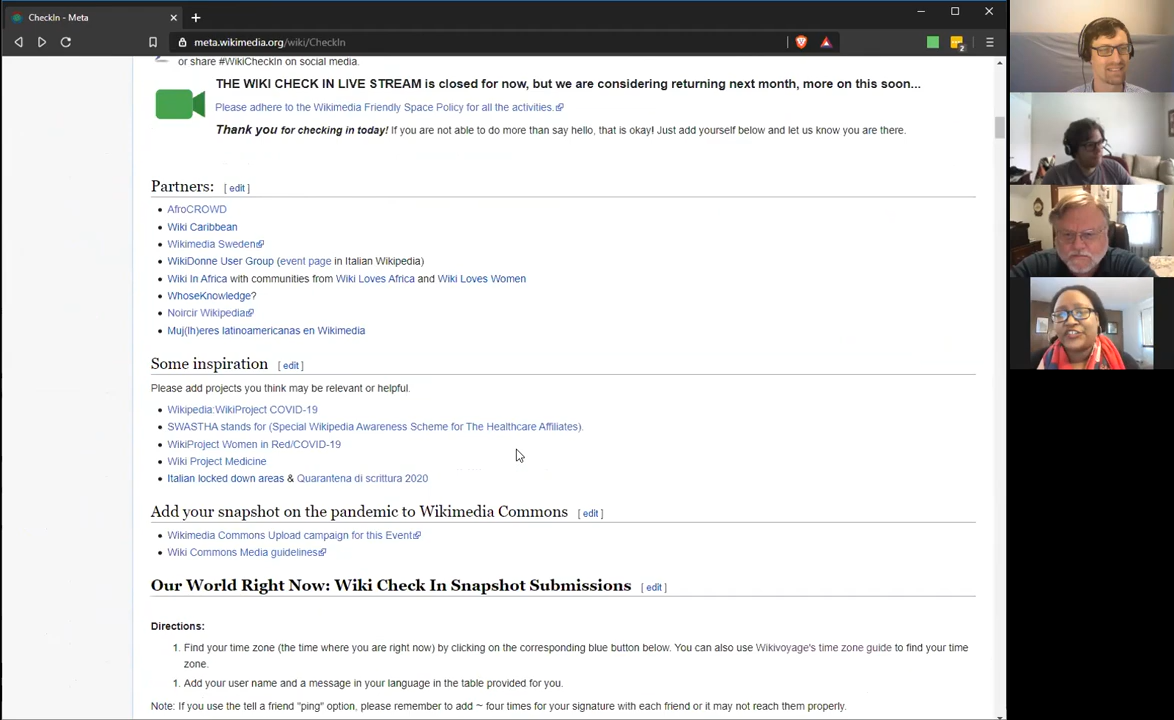 CheckIn - Meta
meta.wikimedia.org/wiki/CheckIn
2
or share #WikiCheckIn on social media.
THE WIKI CHECK IN LIVE STREAM is closed for now, but we are considering returning next month, more on this soon...
Please adhere to the Wikimedia Friendly Space Policy for all the activities.
Thank you for checking in today! If you are not able to do more than say hello, that is okay! Just add yourself below and let us know you are there.
Partners: [ edit ]
• AfroCROWD
• Wiki Caribbean
• Wikimedia Sweden
• WikiDonne User Group (event page in Italian Wikipedia)
• Wiki In Africa with communities from Wiki Loves Africa and Wiki Loves Women
• WhoseKnowledge?
• Noircir Wikipedia
• Muj(lh)eres latinoamericanas en Wikimedia
Some inspiration [ edit ]
Please add projects you think may be relevant or helpful.
• Wikipedia:WikiProject COVID-19
• SWASTHA stands for (Special Wikipedia Awareness Scheme for The Healthcare Affiliates).
• WikiProject Women in Red/COVID-19
• Wiki Project Medicine
• Italian locked down areas & Quarantena di scrittura 2020
Add your snapshot on the pandemic to Wikimedia Commons [ edit ]
• Wikimedia Commons Upload campaign for this Event
• Wiki Commons Media guidelines
Our World Right Now: Wiki Check In Snapshot Submissions [ edit ]
Directions:
1. Find your time zone (the time where you are right now) by clicking on the corresponding blue button below. You can also use Wikivoyage's time zone guide to find your time
zone.
1. Add your user name and a message in your language in the table provided for you.
Note: If you use the tell a friend "ping" option, please remember to add ~ four times for your signature with each friend or it may not reach them properly.